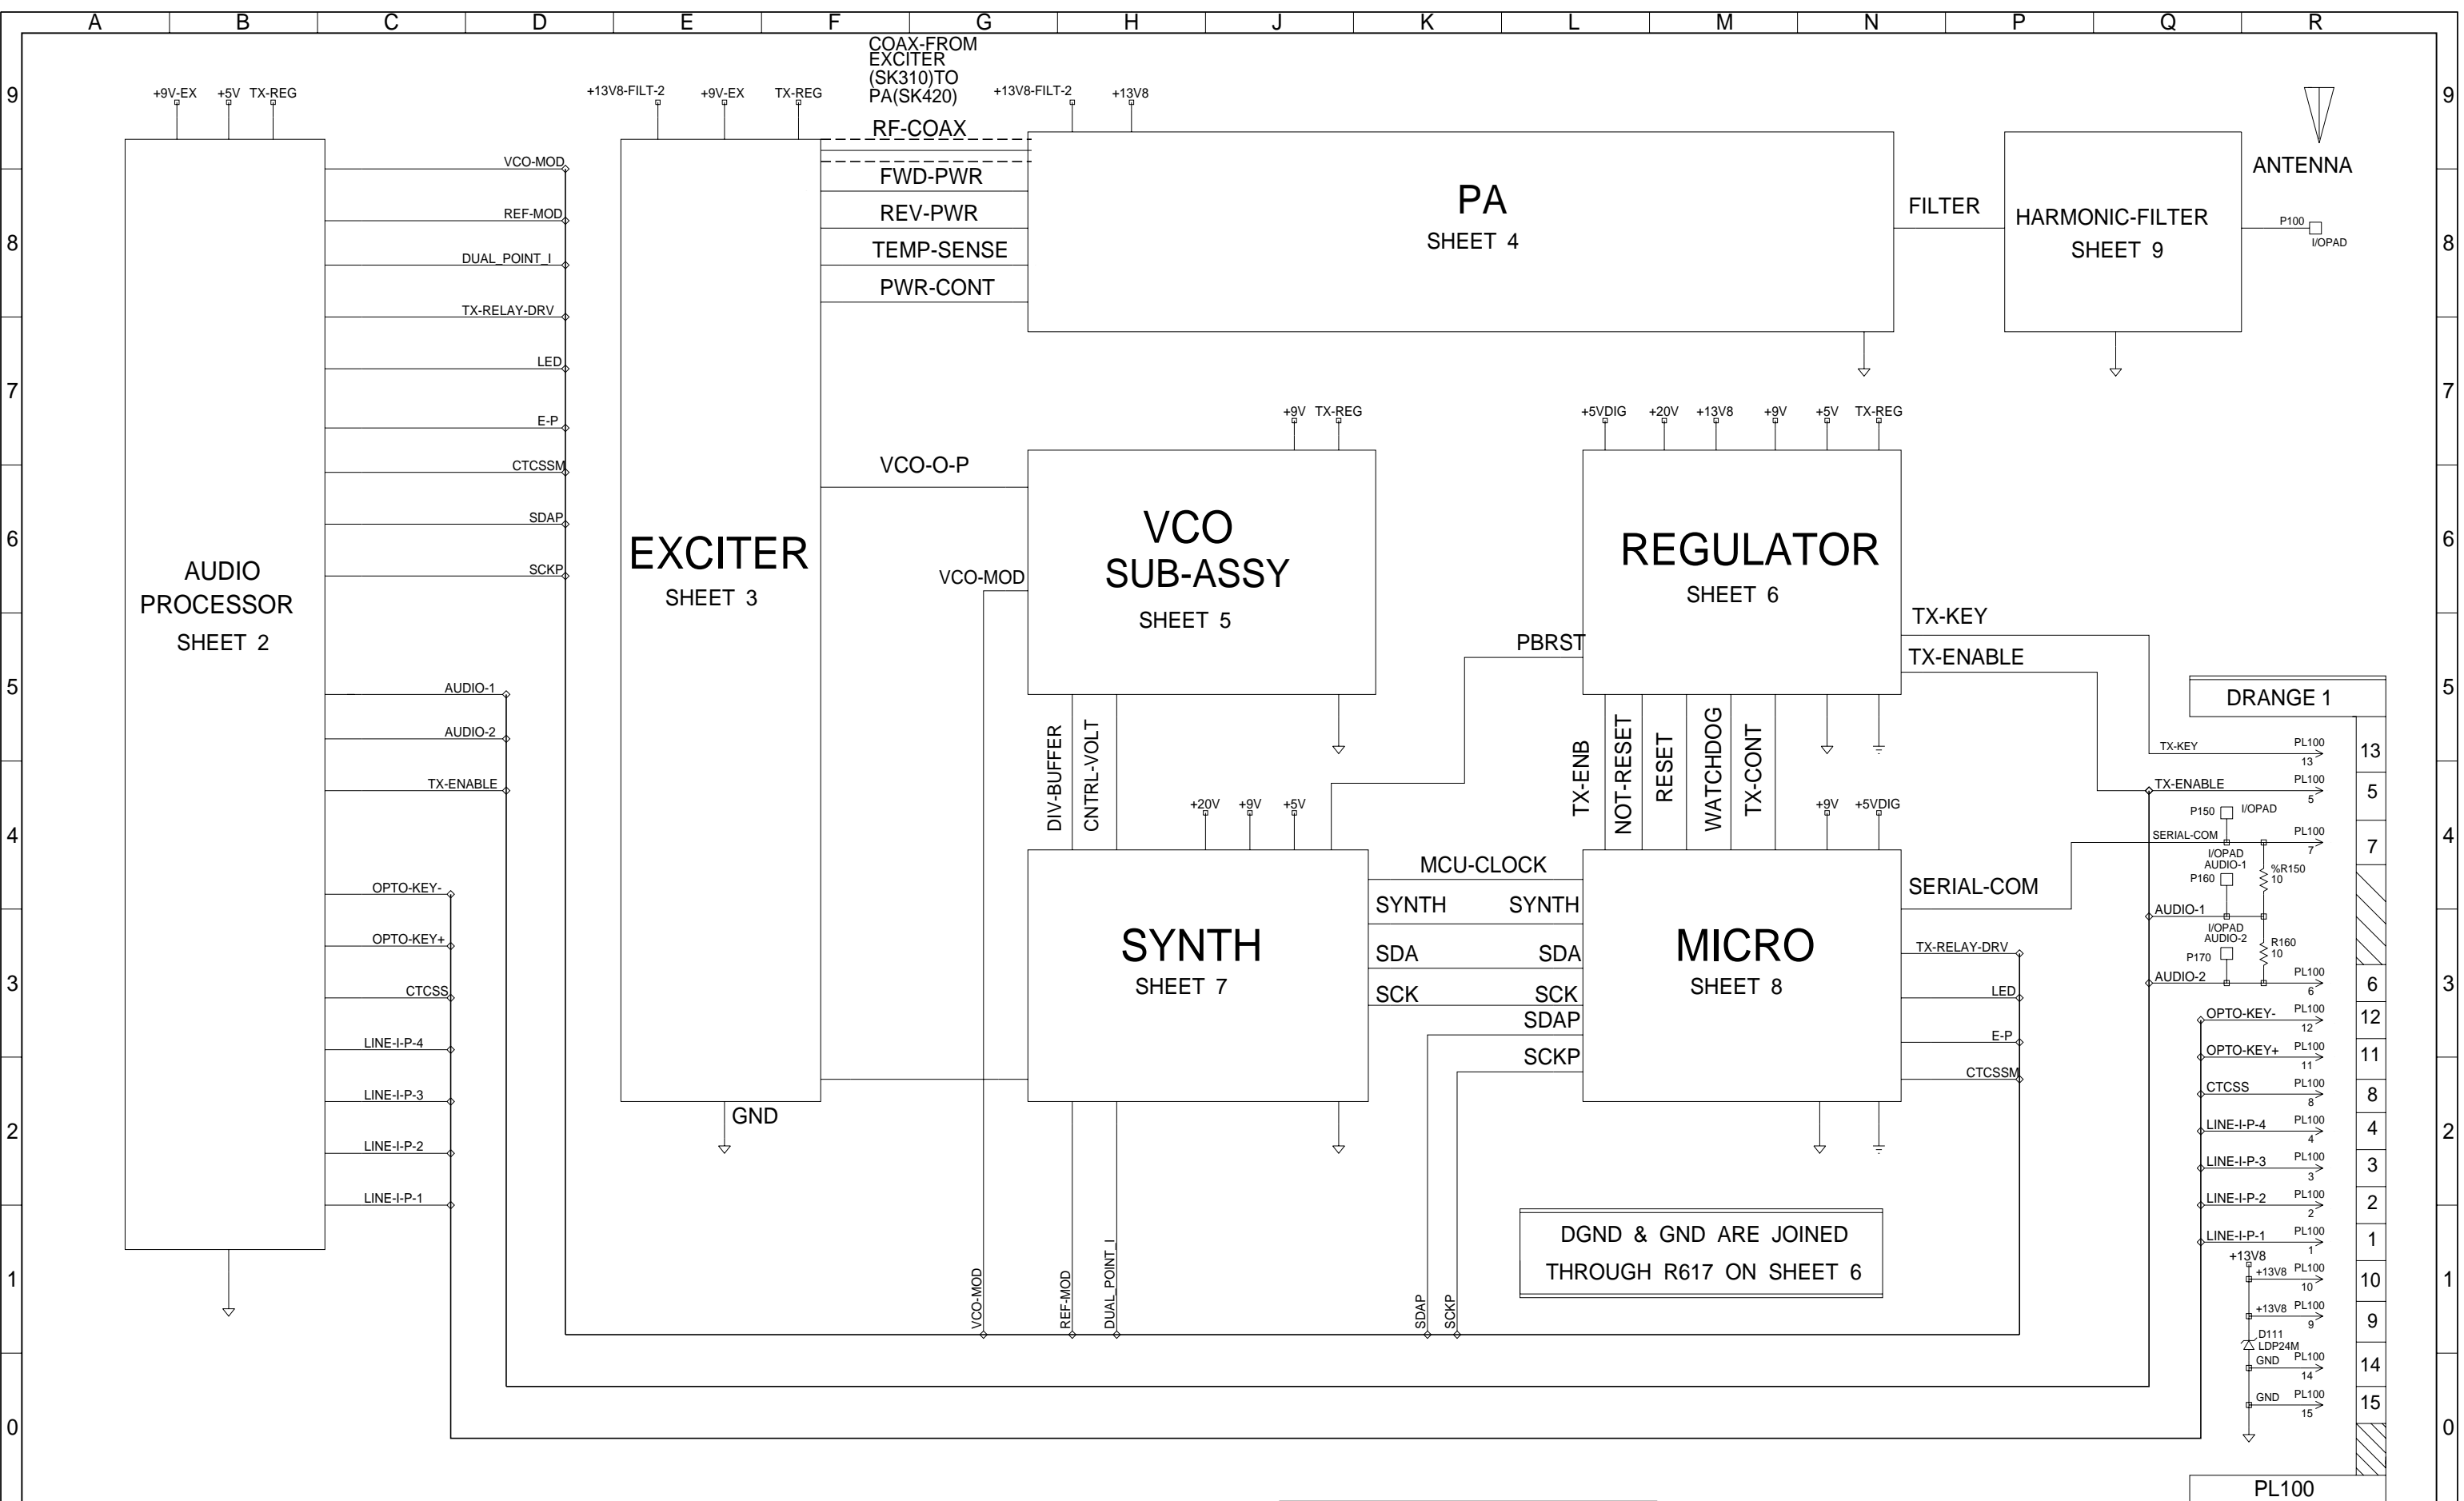 A B C D E F G H J K L M N P Q R
9 9
8 8
7 7
6 6
5 5
4 4
3 3
2 2
1 1
0 0
COAX-FROM
EXCITER
(SK310)TO
PA(SK420)
+9V-EX +5V TX-REG
+13V8-FILT-2 +9V-EX TX-REG
+13V8-FILT-2 +13V8
AUDIO
PROCESSOR
SHEET 2
VCO-MOD
REF-MOD
DUAL_POINT_I
TX-RELAY-DRV
LED
E-P
CTCSSM
SDAP
SCKP
AUDIO-1
AUDIO-2
TX-ENABLE
OPTO-KEY-
OPTO-KEY+
CTCSS
LINE-I-P-4
LINE-I-P-3
LINE-I-P-2
LINE-I-P-1
EXCITER
SHEET 3
GND
RF-COAX
FWD-PWR
REV-PWR
TEMP-SENSE
PWR-CONT
PA
SHEET 4
FILTER
HARMONIC-FILTER
SHEET 9
ANTENNA
P100
I/OPAD
VCO-O-P
VCO-MOD
+9V TX-REG
VCO
SUB-ASSY
SHEET 5
+5VDIG +20V +13V8 +9V +5V TX-REG
REGULATOR
SHEET 6
PBRST
TX-KEY
TX-ENABLE
DIV-BUFFER
CNTRL-VOLT
TX-ENB
NOT-RESET
RESET
WATCHDOG
TX-CONT
+20V +9V +5V
+9V +5VDIG
SYNTH
SHEET 7
MCU-CLOCK
SYNTH SYNTH
SDA SDA
SCK SCK
SDAP
SCKP
MICRO
SHEET 8
SERIAL-COM
TX-RELAY-DRV
LED
E-P
CTCSSM
VCO-MOD
REF-MOD
DUAL_POINT_I
SDAP
SCKP
DGND & GND ARE JOINED
THROUGH R617 ON SHEET 6
DRANGE 1
TX-KEY PL100 13 13
TX-ENABLE PL100 5 5
P150 I/OPAD
SERIAL-COM PL100 7 7
I/OPAD
AUDIO-1
P160
%R150
10
AUDIO-1
I/OPAD
AUDIO-2
P170
R160
10
AUDIO-2 PL100 6 6
OPTO-KEY- PL100 12 12
OPTO-KEY+ PL100 11 11
CTCSS PL100 8 8
LINE-I-P-4 PL100 4 4
LINE-I-P-3 PL100 3 3
LINE-I-P-2 PL100 2 2
LINE-I-P-1 PL100 1 1
+13V8
+13V8 PL100 10 10
+13V8 PL100 9 9
D111
LDP24M
GND PL100 14 14
GND PL100 15 15
PL100